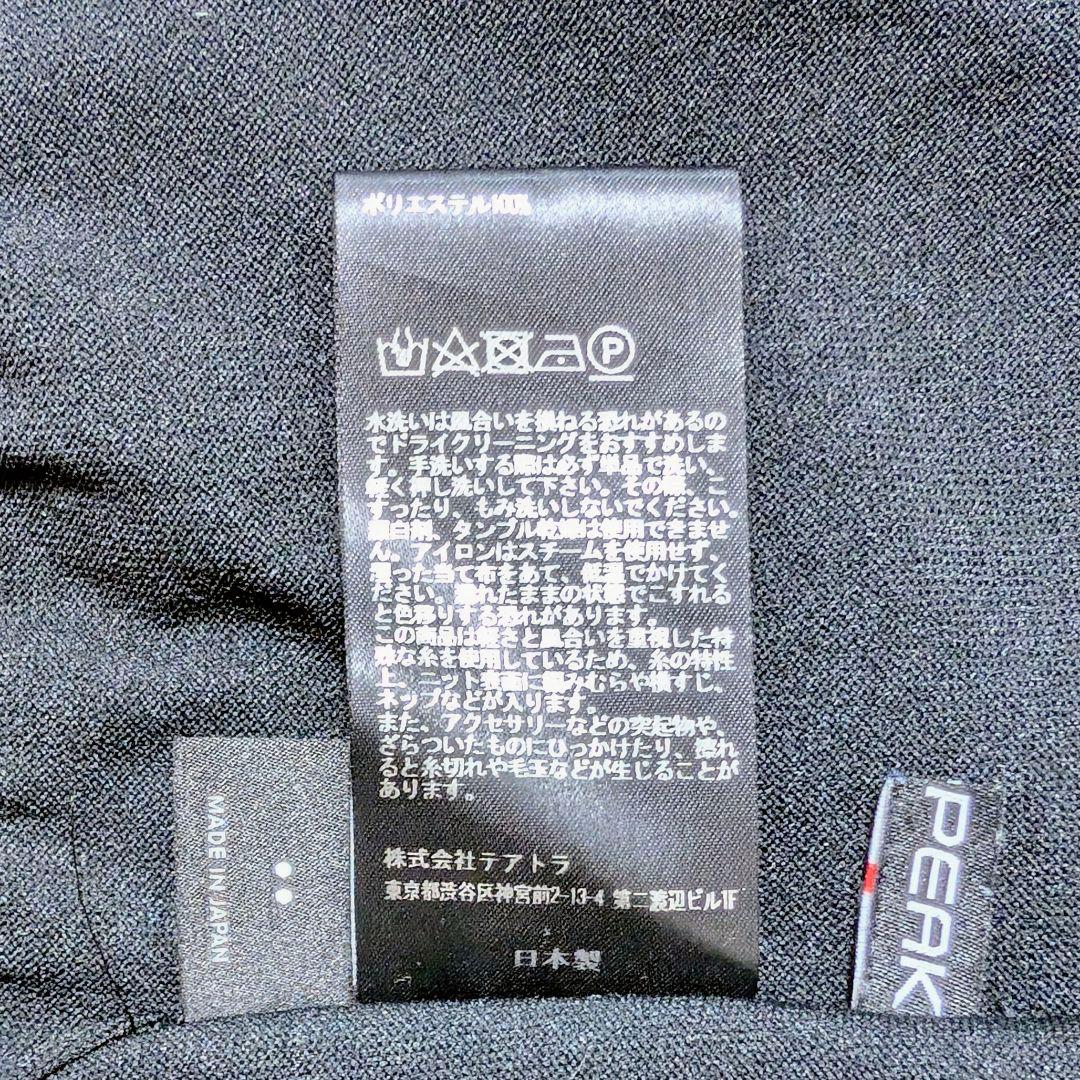 ポリエステル100%
P
水洗いは風合いを損ねる恐れがあるの
でドライクリーニングをおすすめしま
す。手洗いする際は必ず単品で洗い、
軽く押し洗いして下さい。その際、こ
すったり、もみ洗いしないでください。
漂白剤、タンブル乾燥は使用できませ
ん。アイロンはスチームを使用せず、
湿った当て布をあて、低温でかけてく
ださい。濡れたままの状態でこすれる
と色移りする恐れがあります。
この商品は軽さと風合いを重視した特
殊な糸を使用しているため、糸の特性
上、ニット表面に編みむらや横すじ、
ネップなどが入ります。
また、アクセサリーなどの突起物や、
ざらついたものにひっかけたり、擦れ
ると糸切れや毛玉などが生じることが
あります。
株式会社テアトラ
東京都渋谷区神宮前2-13-4 第二渡辺ビル1F
日本製
MADE IN JAPAN
PEAK